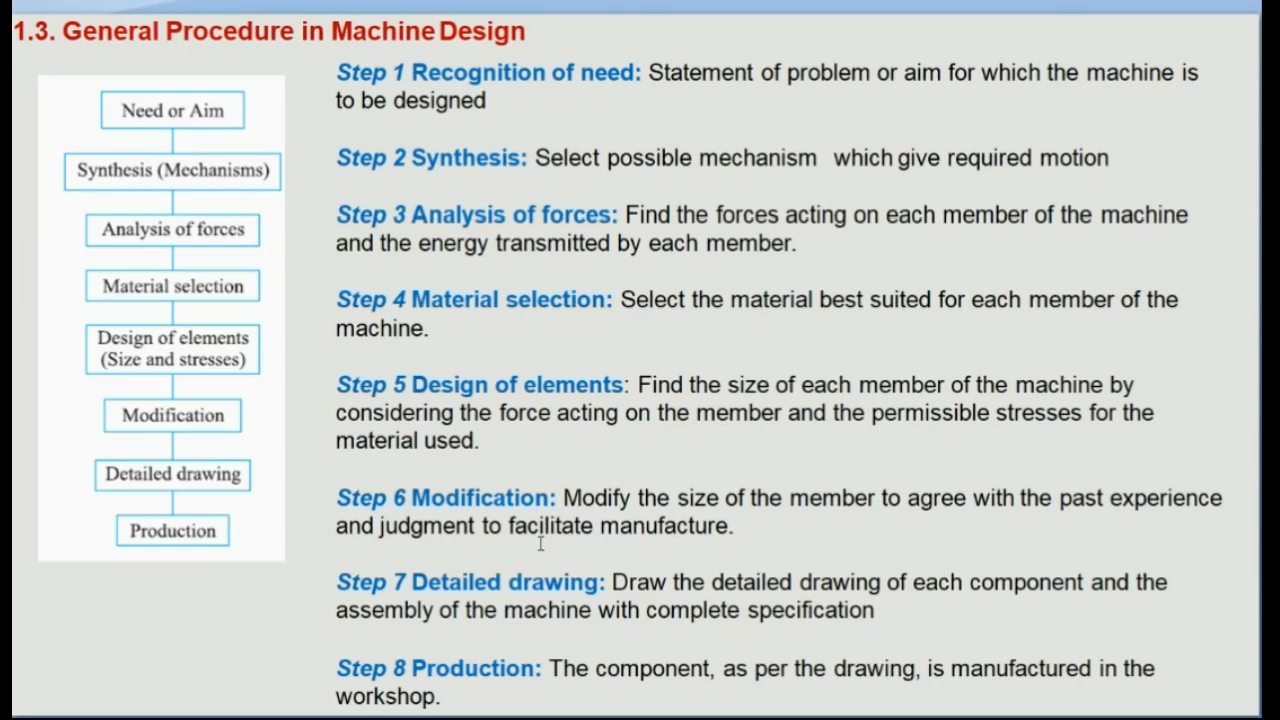 1.3. General Procedure in Machine Design
Need or Aim
Synthesis (Mechanisms)
Analysis of forces
Material selection
Design of elements
(Size and stresses)
Modification
Detailed drawing
Production
Step 1 Recognition of need: Statement of problem or aim for which the machine is
to be designed
Step 2 Synthesis: Select possible mechanism which give required motion
Step 3 Analysis of forces: Find the forces acting on each member of the machine
and the energy transmitted by each member.
Step 4 Material selection: Select the material best suited for each member of the
machine.
Step 5 Design of elements: Find the size of each member of the machine by
considering the force acting on the member and the permissible stresses for the
material used.
Step 6 Modification: Modify the size of the member to agree with the past experience
and judgment to facilitate manufacture.
Step 7 Detailed drawing: Draw the detailed drawing of each component and the
assembly of the machine with complete specification
Step 8 Production: The component, as per the drawing, is manufactured in the
workshop.